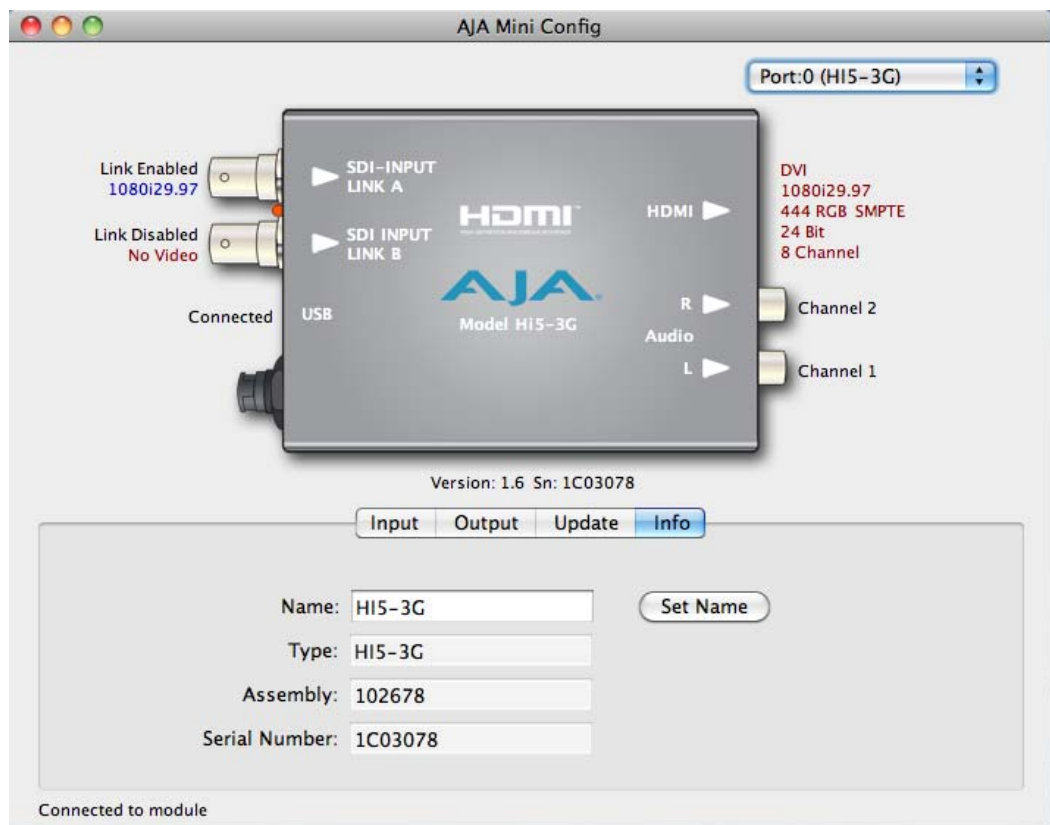 AJA Mini Config
Port:0 (HI5-3G)
Link Enabled
1080i29.97
Link Disabled
No Video
Connected
SDI-INPUT
LINK A
SDI INPUT
LINK B
USB
HDMI
AJA
Model Hi5-3G
HDMI
R
Audio
L
DVI
1080i29.97
444 RGB SMPTE
24 Bit
8 Channel
Channel 2
Channel 1
Version: 1.6 Sn: 1C03078
Input Output Update Info
Name: HI5-3G Set Name
Type: HI5-3G
Assembly: 102678
Serial Number: 1C03078
Connected to module